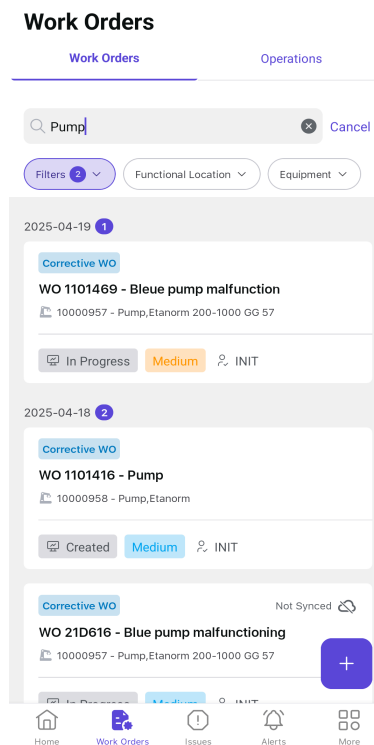 Work Orders
Work Orders
Operations
Pump
Cancel
Filters 2
Functional Location
Equipment
2025-04-19 1
Corrective WO
WO 1101469 - Bleue pump malfunction
10000957 - Pump,Etanorm 200-1000 GG 57
In Progress Medium INIT
2025-04-18 2
Corrective WO
WO 1101416 - Pump
10000958 - Pump,Etanorm
Created Medium INIT
Corrective WO Not Synced
WO 21D616 - Blue pump malfunctioning
10000957 - Pump,Etanorm 200-1000 GG 57
In Progress Medium INIT
Home
Work Orders
Issues
Alerts
More